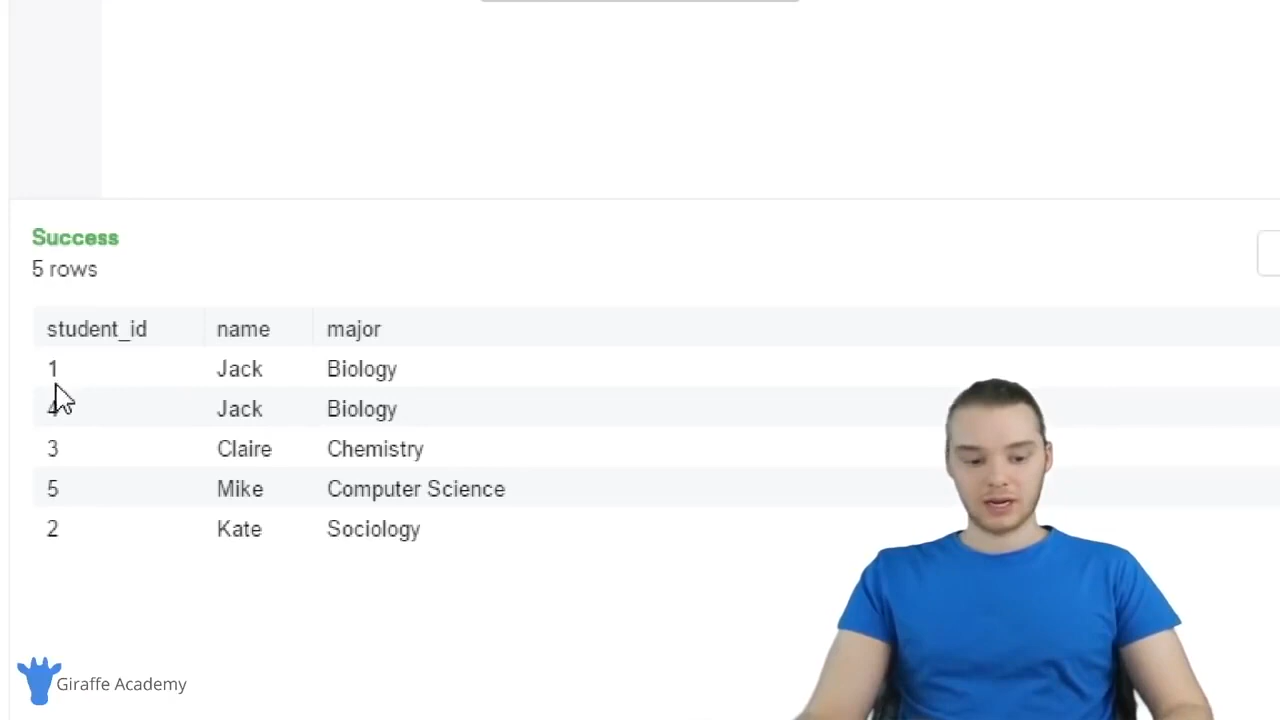 Success
5 rows
student_id name major
1 Jack Biology
4 Jack Biology
3 Claire Chemistry
5 Mike Computer Science
2 Kate Sociology
Giraffe Academy